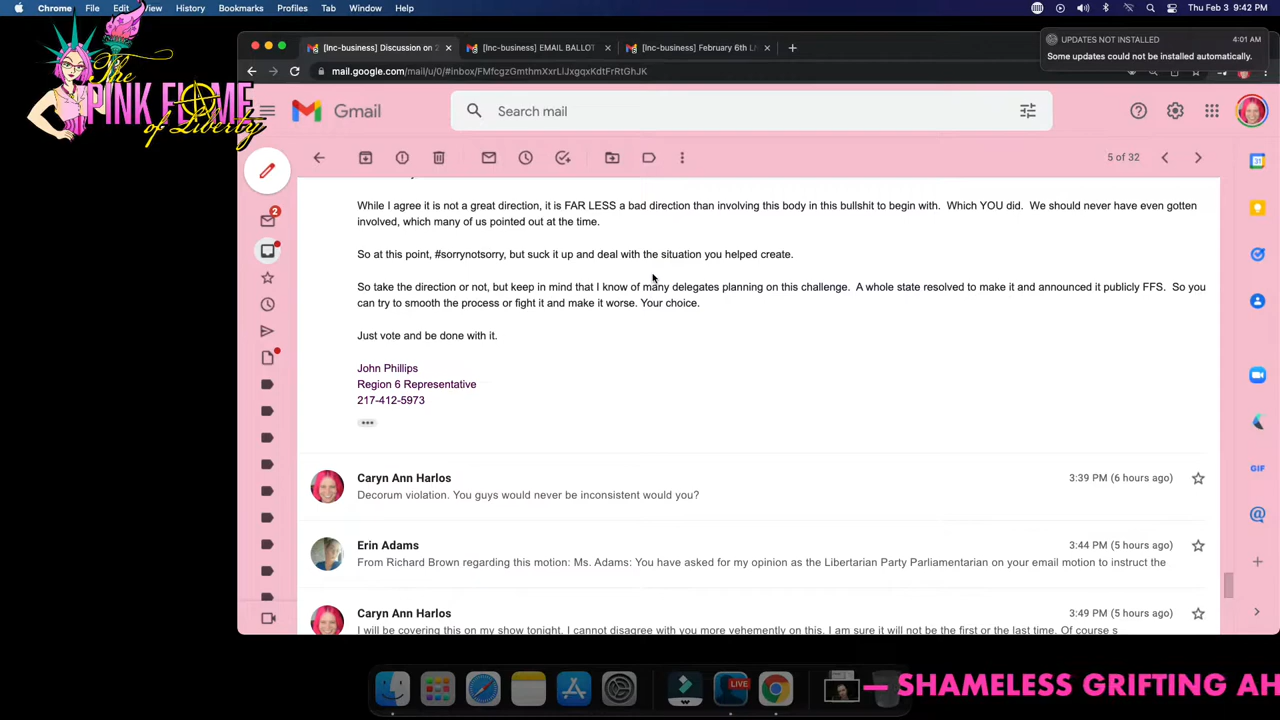 Chrome File Edit View History Bookmarks Profiles Tab Window Help
Thu Feb 3 9:42 PM
The
PINK FLAME
of Liberty
[lnc-business] Discussion on 2
[lnc-business] EMAIL BALLOT
[lnc-business] February 6th LN
UPDATES NOT INSTALLED 4:01 AM
Some updates could not be installed automatically.
mail.google.com/mail/u/0/#inbox/FMfcgzGmthmXxrLlJxgqxKdtFrRtGhJK
Gmail
Search mail
5 of 32
2
While I agree it is not a great direction, it is FAR LESS a bad direction than involving this body in this bullshit to begin with. Which YOU did. We should never have even gotten
involved, which many of us pointed out at the time.
So at this point, #sorrynotsorry, but suck it up and deal with the situation you helped create.
So take the direction or not, but keep in mind that I know of many delegates planning on this challenge. A whole state resolved to make it and announced it publicly FFS. So you
can try to smooth the process or fight it and make it worse. Your choice.
Just vote and be done with it.
John Phillips
Region 6 Representative
217-412-5973
Caryn Ann Harlos 3:39 PM (6 hours ago)
Decorum violation. You guys would never be inconsistent would you?
Erin Adams 3:44 PM (5 hours ago)
From Richard Brown regarding this motion: Ms. Adams: You have asked for my opinion as the Libertarian Party Parliamentarian on your email motion to instruct the
Caryn Ann Harlos 3:49 PM (5 hours ago)
I will be covering this on my show tonight. I cannot disagree with you more vehemently on this. I am sure it will not be the first or the last time. Of course s
GIF
LIVE
— SHAMELESS GRIFTING AH